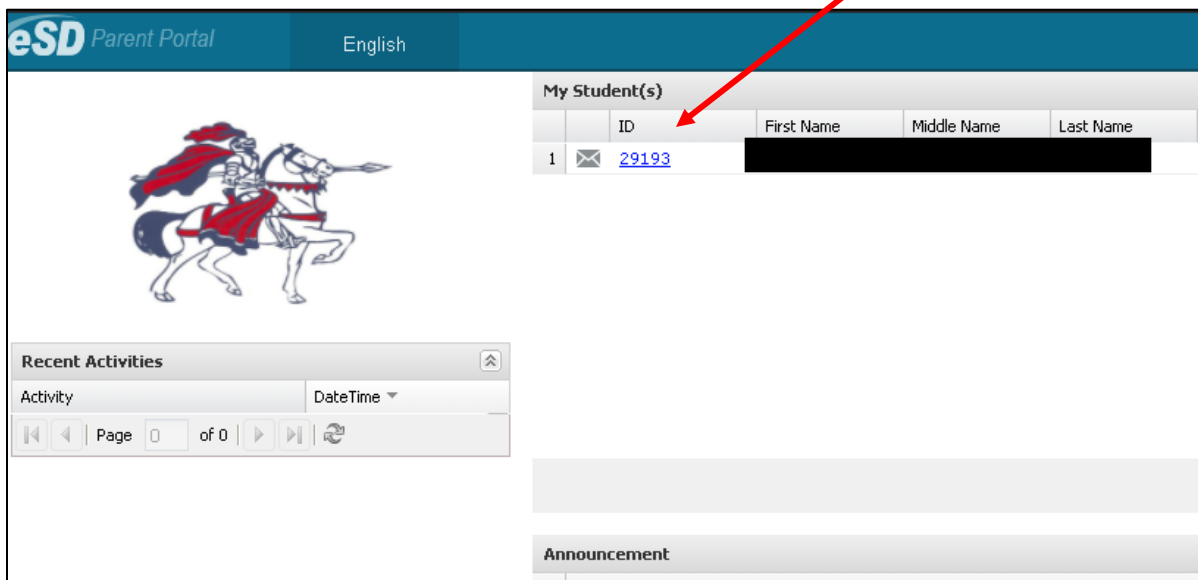 eSD Parent Portal English
My Student(s)
ID First Name Middle Name Last Name
1 29193
Recent Activities
Activity DateTime
Page 0 of 0
Announcement